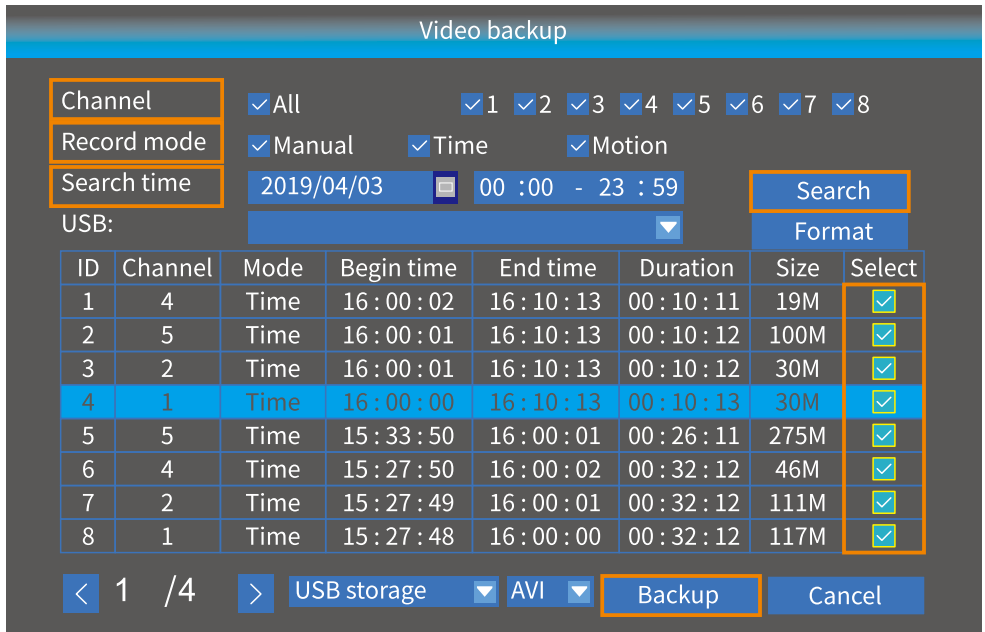 Video backup
Channel All 1 2 3 4 5 6 7 8
Record mode Manual Time Motion
Search time 2019/04/03 00 :00 - 23 : 59 Search
USB: Format
ID Channel Mode Begin time End time Duration Size Select
1 4 Time 16:00:02 16:10:13 00:10:11 19M
2 5 Time 16:00:01 16:10:13 00:10:12 100M
3 2 Time 16:00:01 16:10:13 00:10:12 30M
4 1 Time 16:00:00 16:10:13 00:10:13 30M
5 5 Time 15:33:50 16:00:01 00:26:11 275M
6 4 Time 15:27:50 16:00:02 00:32:12 46M
7 2 Time 15:27:49 16:00:01 00:32:12 111M
8 1 Time 15:27:48 16:00:00 00:32:12 117M
< 1 /4 > USB storage AVI Backup Cancel